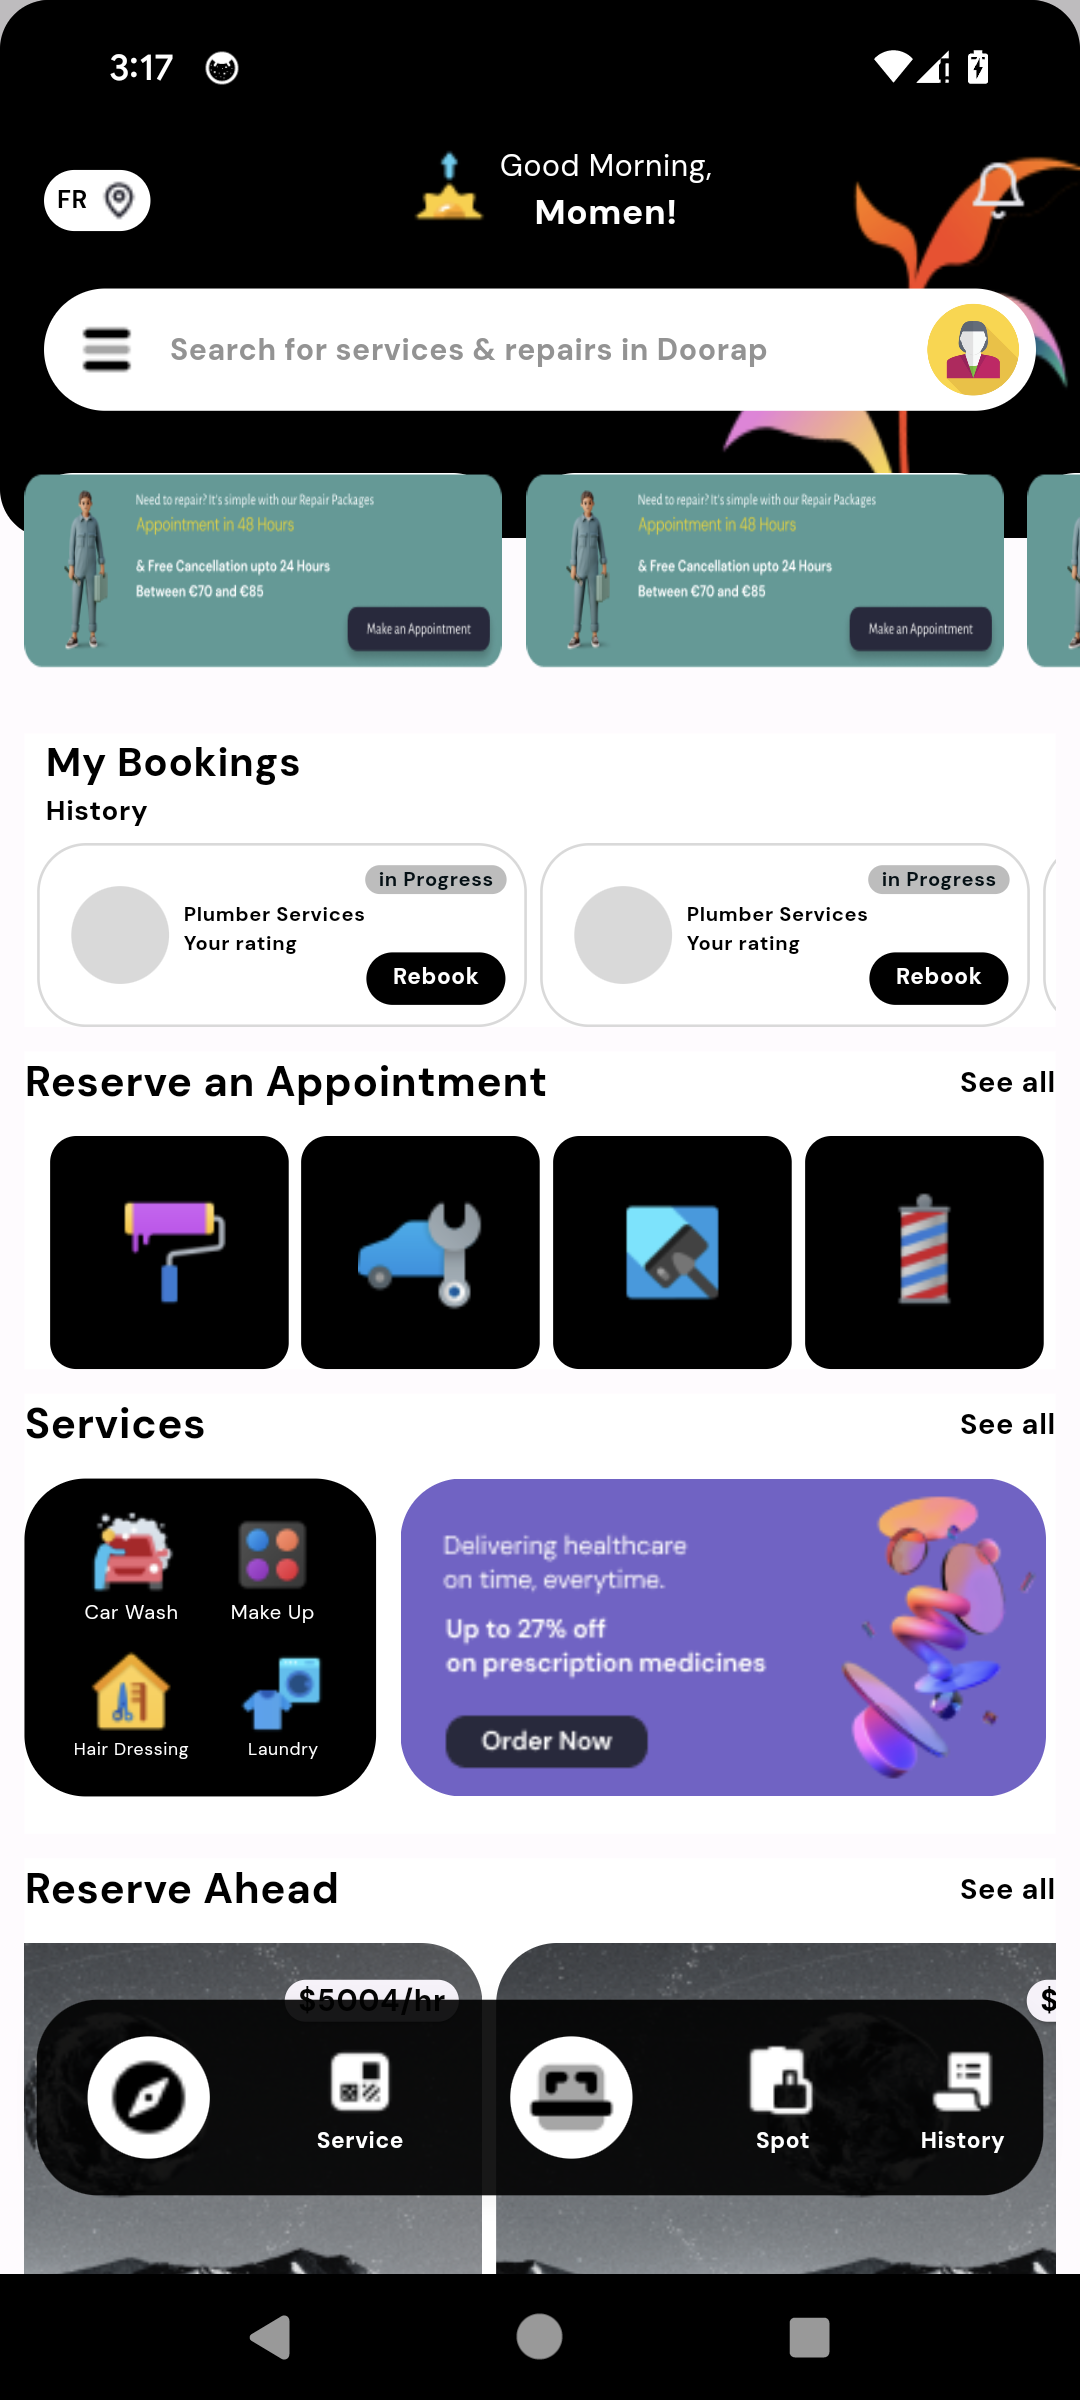 3:17
FR
Good Morning,
Momen!
Search for services & repairs in Doorap
Need to repair? It's simple with our Repair Packages
Appointment in 48 Hours
& Free Cancellation upto 24 Hours
Between €70 and €85
Make an Appointment
Need to repair? It's simple with our Repair Packages
Appointment in 48 Hours
& Free Cancellation upto 24 Hours
Between €70 and €85
Make an Appointment
My Bookings
History
in Progress
Plumber Services
Your rating
Rebook
in Progress
Plumber Services
Your rating
Rebook
Reserve an Appointment
See all
Services
See all
Car Wash
Make Up
Hair Dressing
Laundry
Delivering healthcare
on time, everytime.
Up to 27% off
on prescription medicines
Order Now
Reserve Ahead
See all
$5004/hr
$
Service
Spot
History